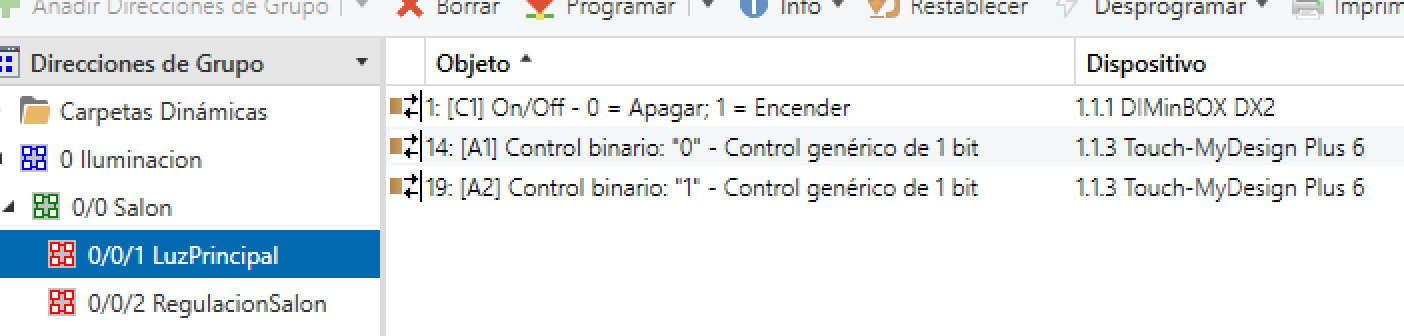 Añadir Direcciones de Grupo Borrar Programar Info Restablecer Desprogramar
Direcciones de Grupo Objeto Dispositivo
Carpetas Dinámicas 1: [C1] On/Off - 0 = Apagar; 1 = Encender 1.1.1 DIMinBOX DX2
0 Iluminacion 14: [A1] Control binario: "0" - Control genérico de 1 bit 1.1.3 Touch-MyDesign Plus 6
0/0 Salon 19: [A2] Control binario: "1" - Control genérico de 1 bit 1.1.3 Touch-MyDesign Plus 6
0/0/1 LuzPrincipal
0/0/2 RegulacionSalon